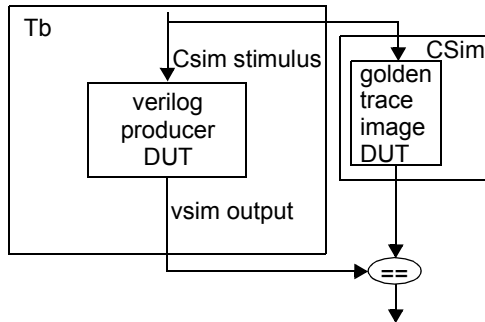 Tb
CSim
Csim stimulus
verilog
producer
DUT
golden
trace
image
DUT
vsim output
==